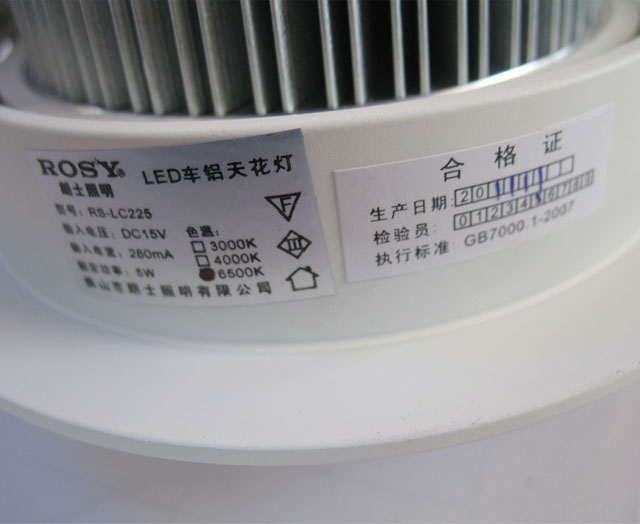 ROSY®
朗士照明
LED车铝天花灯
型号: RS-LC225
输入电压: DC15V
输入电流: 280mA
额定功率: 5W
佛山市朗士照明有限公司
色温:
3000K
4000K
6500K
F
III
合格证
生产日期: 20
检验员: 0 1 2 3 4 5 6 7 8 9
执行标准: GB7000.1-2007